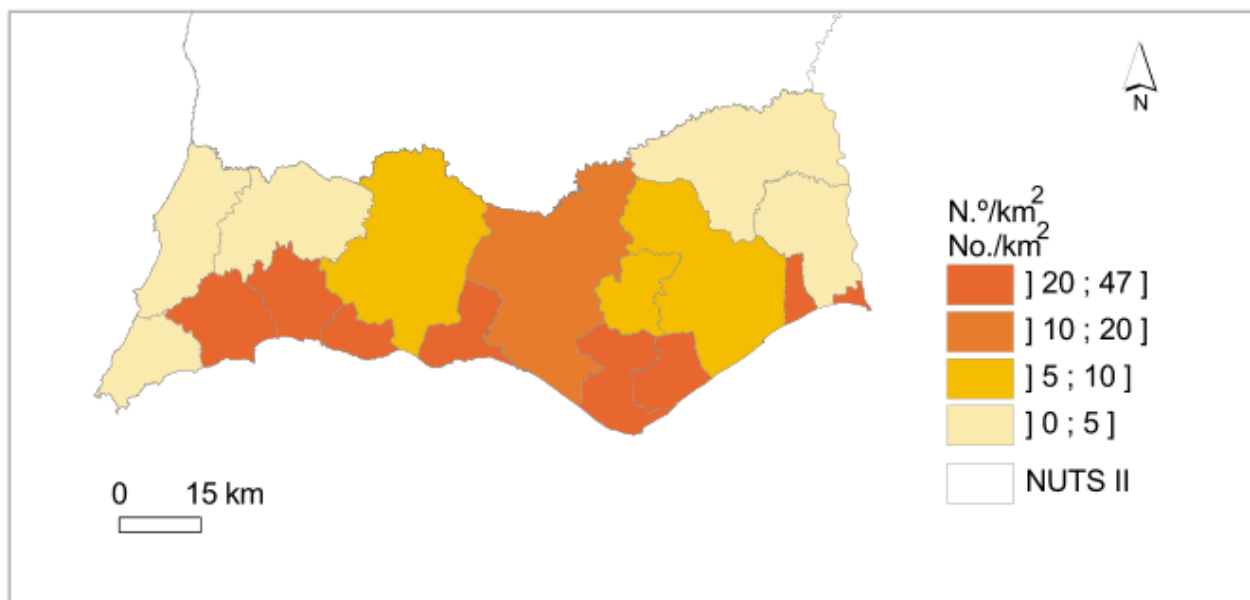 N
N.º/km²
No./km²
] 20 ; 47 ]
] 10 ; 20 ]
] 5 ; 10 ]
] 0 ; 5 ]
NUTS II
0 15 km